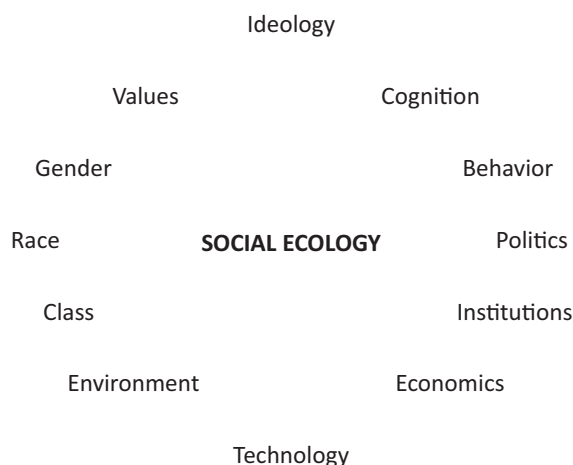 Ideology
Values Cognition
Gender Behavior
Race SOCIAL ECOLOGY Politics
Class Institutions
Environment Economics
Technology